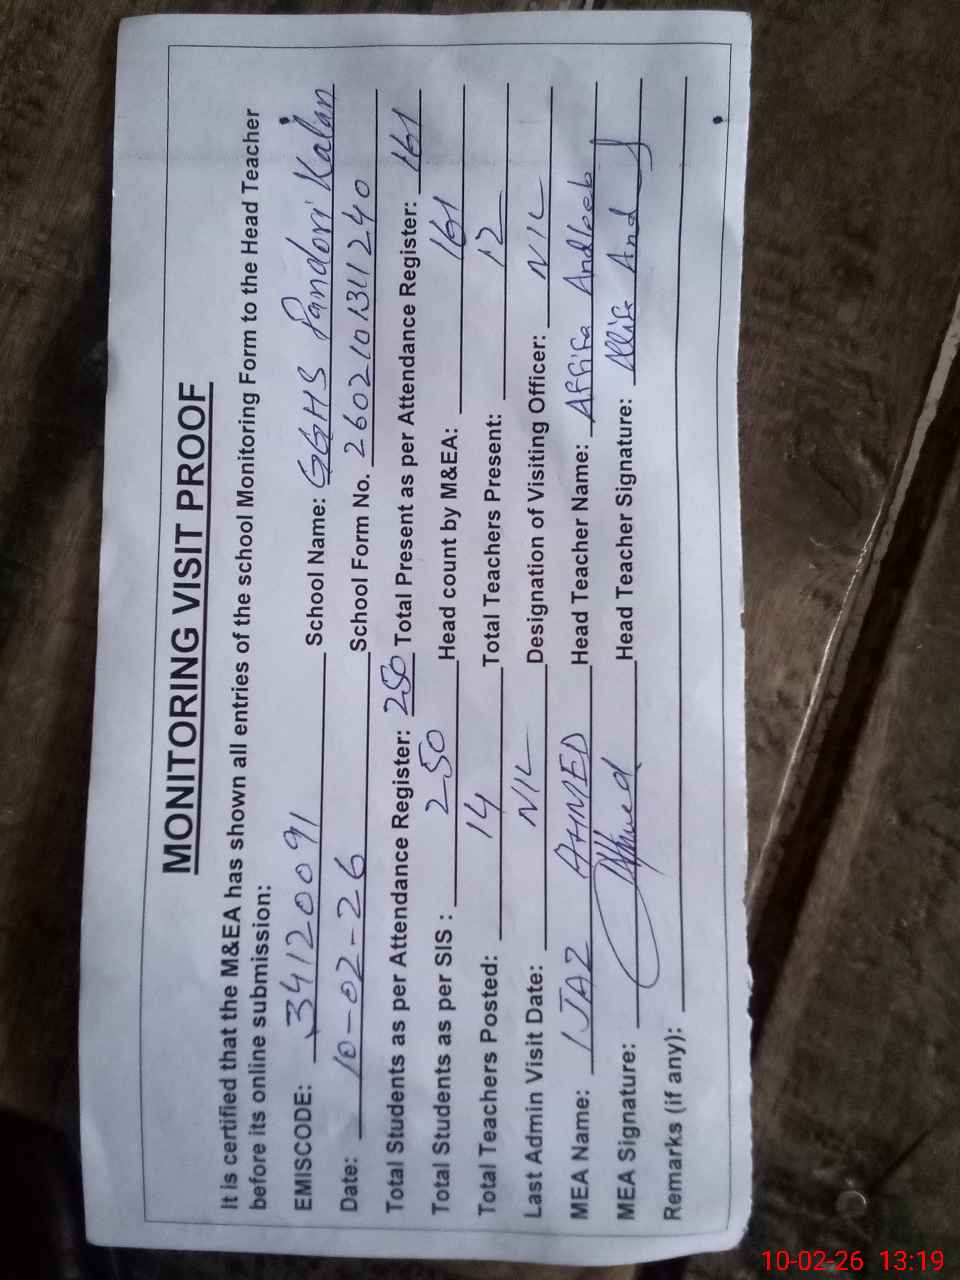 MONITORING VISIT PROOF
It is certified that the M&EA has shown all entries of the school Monitoring Form to the Head Teacher
before its online submission:
EMISCODE: 34120091 School Name: GGHS Pandori Kalan
Date: 10-02-26 School Form No. 2602101311240
Total Students as per Attendance Register: 250 Total Present as per Attendance Register: 161
Total Students as per SIS : 250 Head count by M&EA: 161
Total Teachers Posted: 14 Total Teachers Present: 12
Last Admin Visit Date: NIL Designation of Visiting Officer: NIL
MEA Name: IJAZ AHMED Head Teacher Name: Affifa Andleeb
MEA Signature: Head Teacher Signature:
Remarks (if any):
10-02-26 13:19